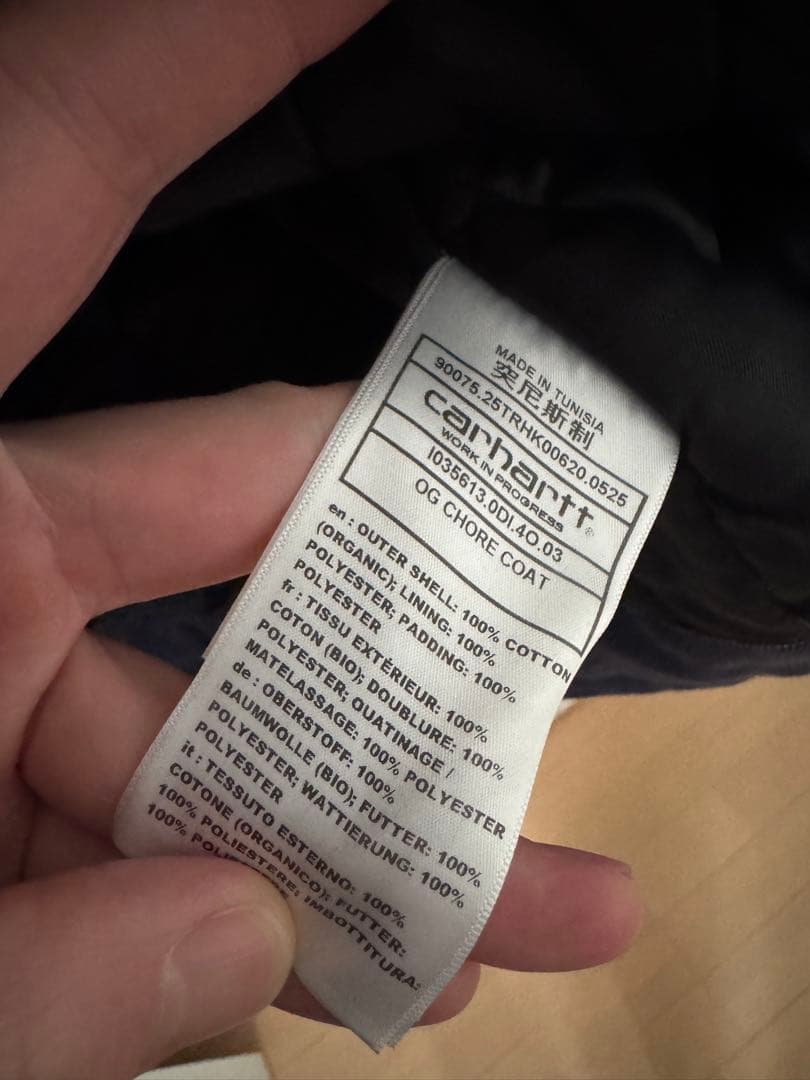 MADE IN TUNISIA
突尼斯制
90075.25TRHK00620.0525
carhartt®
WORK IN PROGRESS
I035613.0DI.4O.03
OG CHORE COAT
en : OUTER SHELL: 100% COTTON
(ORGANIC); LINING: 100%
POLYESTER; PADDING: 100%
POLYESTER
fr : TISSU EXTÉRIEUR: 100%
COTON (BIO); DOUBLURE: 100%
POLYESTER; QUATINAGE /
MATELASSAGE: 100% POLYESTER
de : OBERSTOFF: 100%
BAUMWOLLE (BIO); FUTTER: 100%
POLYESTER; WATTIERUNG: 100%
POLYESTER
it : TESSUTO ESTERNO: 100%
COTONE (ORGANICO); FUTTER:
100% POLIESTERE; IMBOTTITURA:
100%